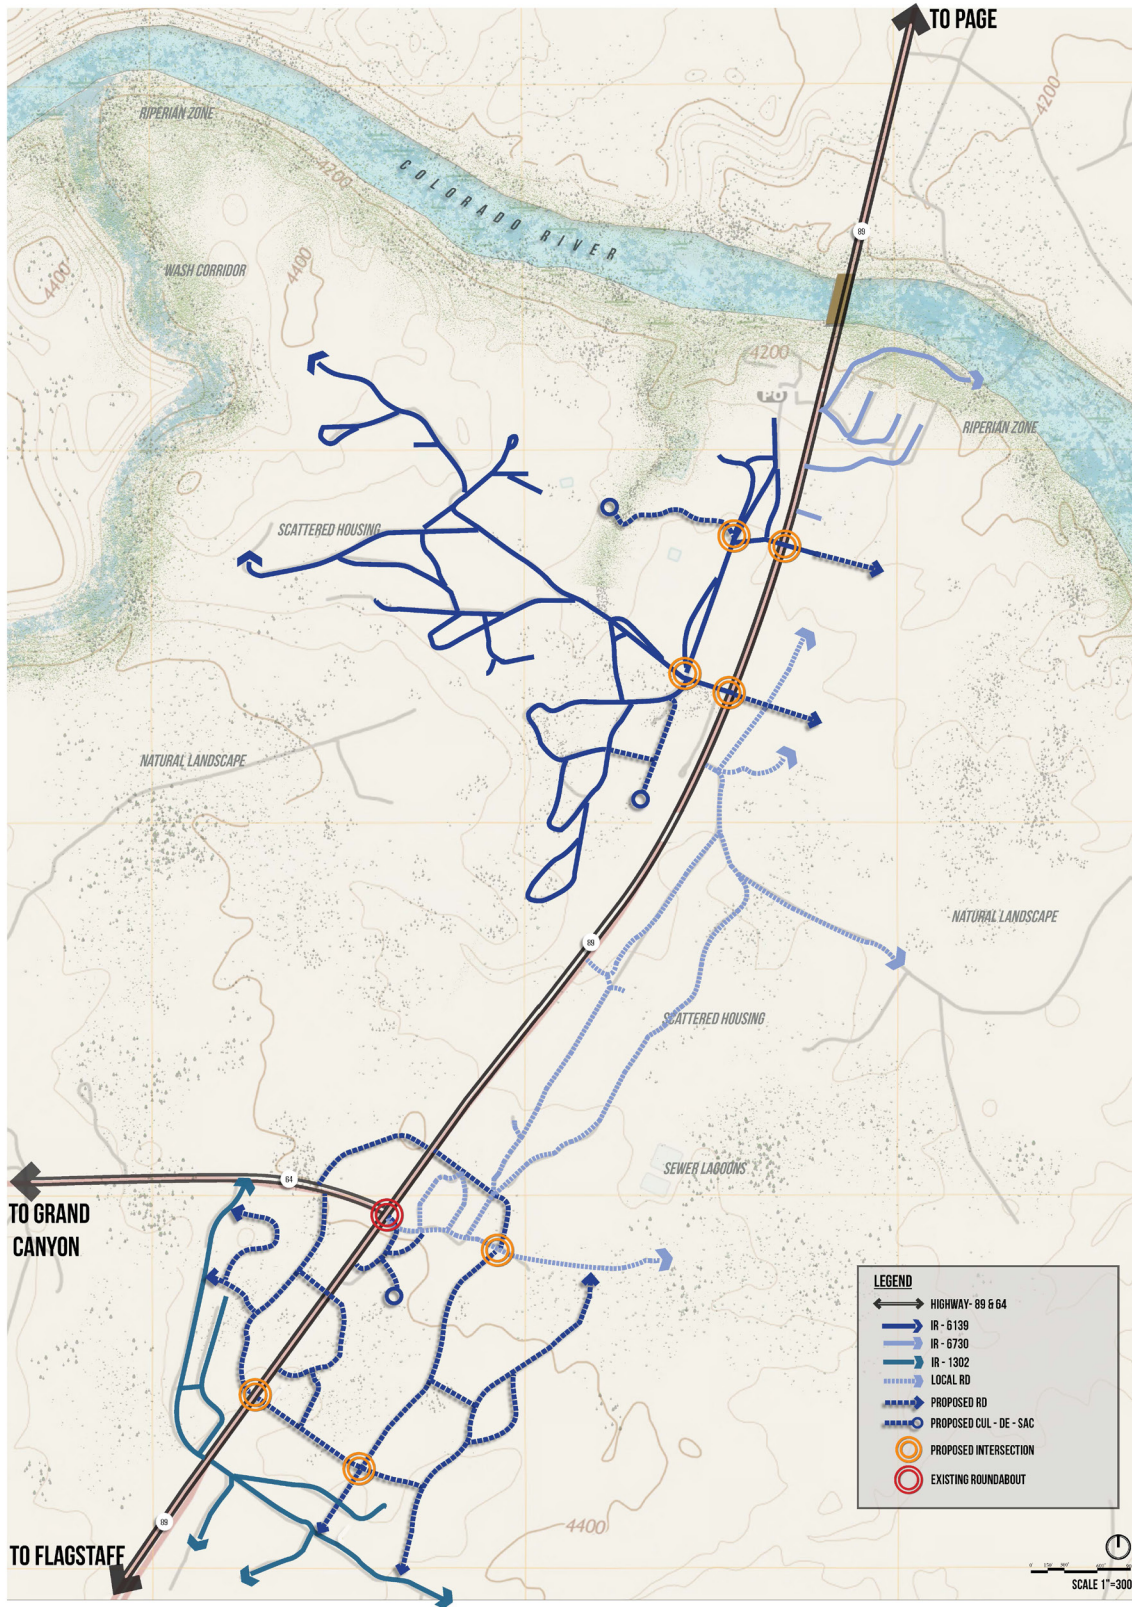 TO PAGE
4200
RIPERIAN ZONE
4200
COLORADO RIVER
89
WASH CORRIDOR
4400
4400
4200
PO
RIPERIAN ZONE
SCATTERED HOUSING
NATURAL LANDSCAPE
NATURAL LANDSCAPE
89
SCATTERED HOUSING
SEWER LAGOONS
64
TO GRAND
CANYON
LEGEND
HIGHWAY- 89 & 64
IR - 6139
IR - 6730
IR - 1302
LOCAL RD
PROPOSED RD
PROPOSED CUL - DE - SAC
PROPOSED INTERSECTION
EXISTING ROUNDABOUT
89
4400
TO FLAGSTAFF
SCALE 1"=300